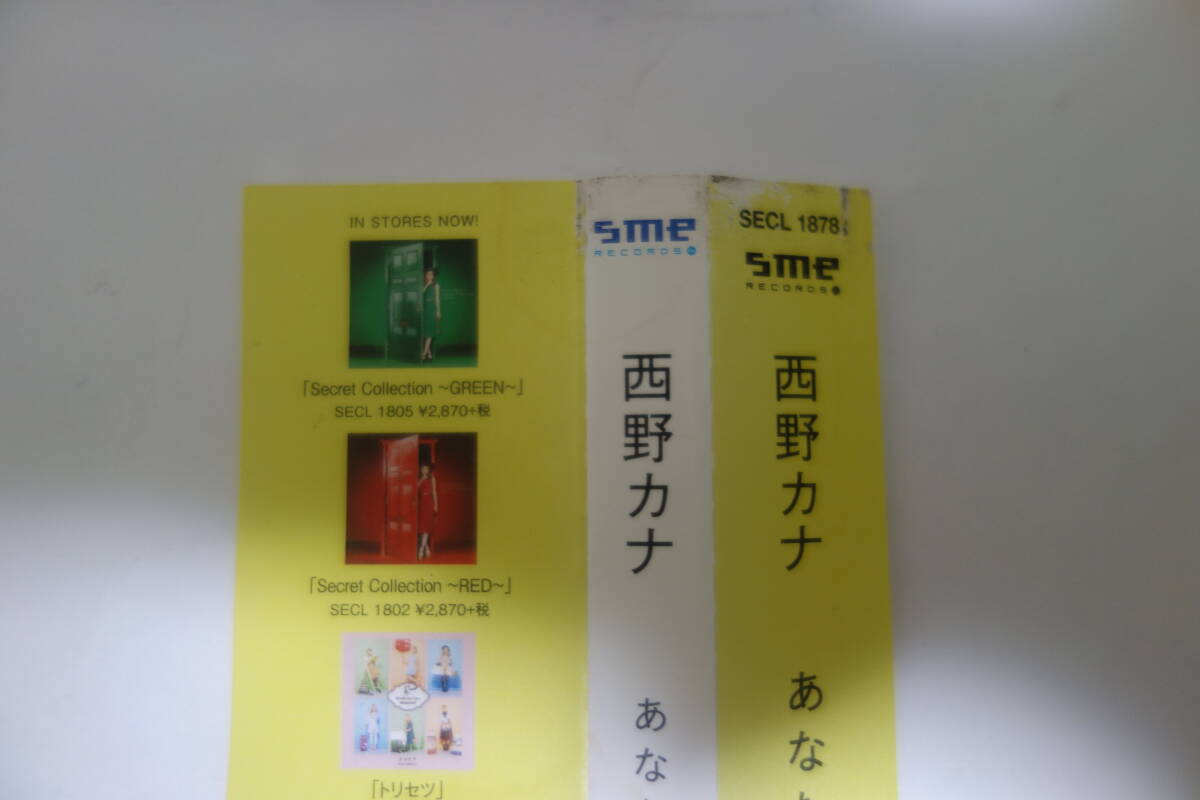 IN STORES NOW!
「Secret Collection ~GREEN~」
SECL 1805 ¥2,870+税
「Secret Collection ~RED~」
SECL 1802 ¥2,870+税
「トリセツ」
sme
RECORDS
西野カナ
あな
SECL 1878
sme
RECORDS
西野カナ
あな